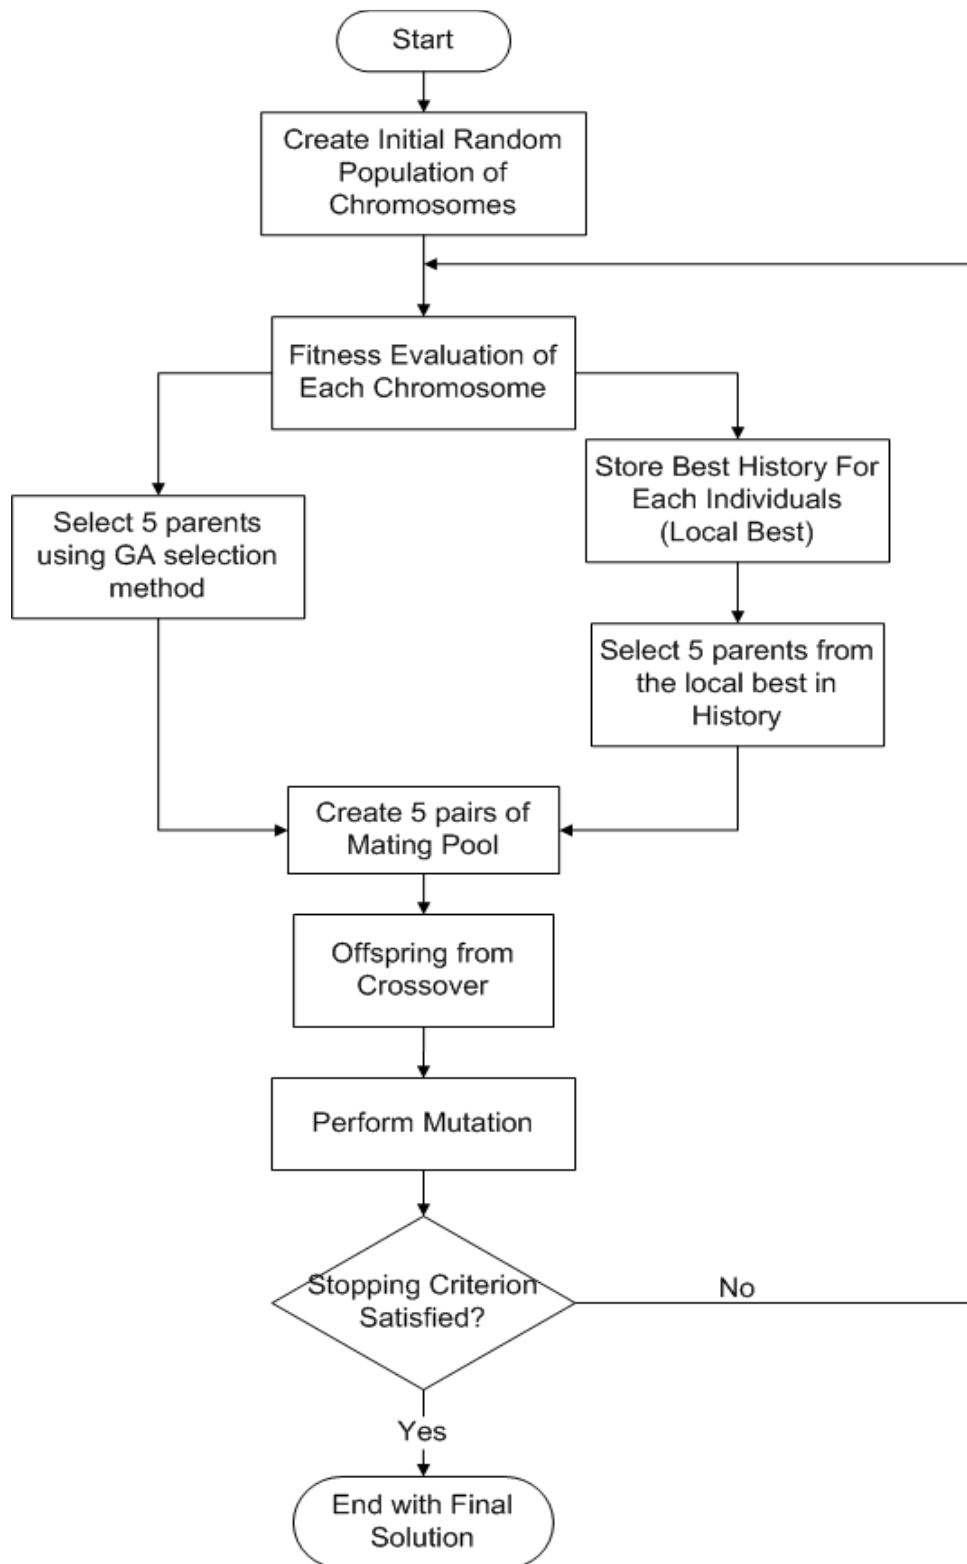 Start
Create Initial Random
Population of
Chromosomes
Fitness Evaluation of
Each Chromosome
Store Best History For
Each Individuals
(Local Best)
Select 5 parents
using GA selection
method
Select 5 parents from
the local best in
History
Create 5 pairs of
Mating Pool
Offspring from
Crossover
Perform Mutation
Stopping Criterion
Satisfied?
No
Yes
End with Final
Solution